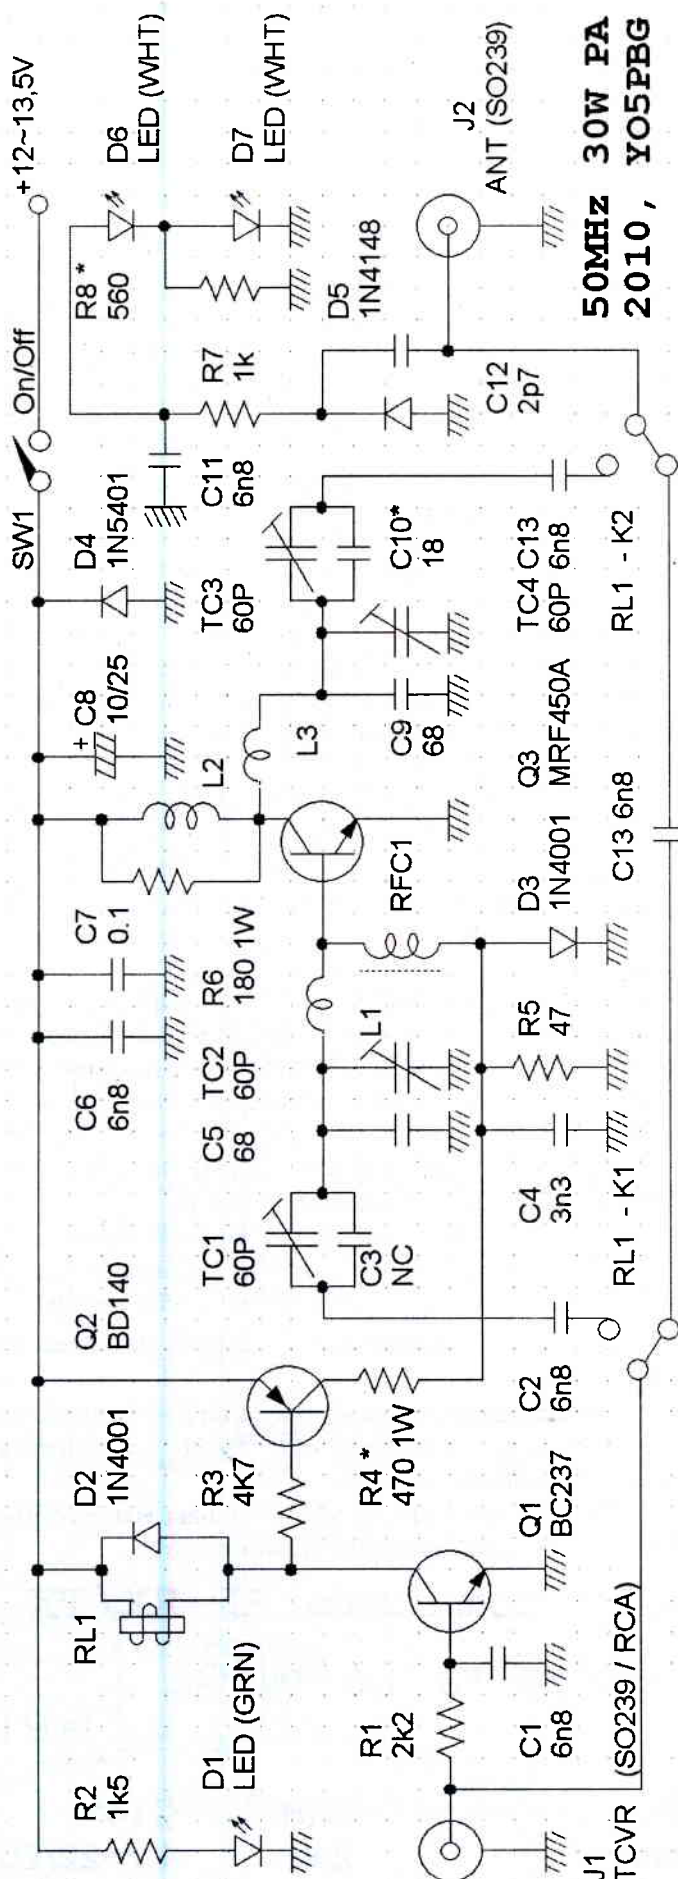 R2
1k5
D1
LED (GRN)
RL1
D2
1N4001
R3
4K7
Q2
BD140
R4 *
470 1W
R1
2k2
C1
6n8
Q1
BC237
J1
TCVR
(SO239 / RCA)
C2
6n8
RL1 - K1
TC1
60P
C3
NC
C5
68
TC2
60P
L1
C4
3n3
R5
47
D3
1N4001
RFC1
C6
6n8
C7
0.1
R6
180 1W
L2
L3
Q3
MRF450A
+
C8
10/25
D4
1N5401
TC3
60P
C9
68
C10*
18
TC4
60P
C13
6n8
RL1 - K2
C13 6n8
SW1
On/Off
+12~13,5V
C11
6n8
R7
1k
R8 *
560
D6
LED (WHT)
D7
LED (WHT)
D5
1N4148
C12
2p7
J2
ANT (SO239)
50MHz 30W PA
2010, YO5PBG